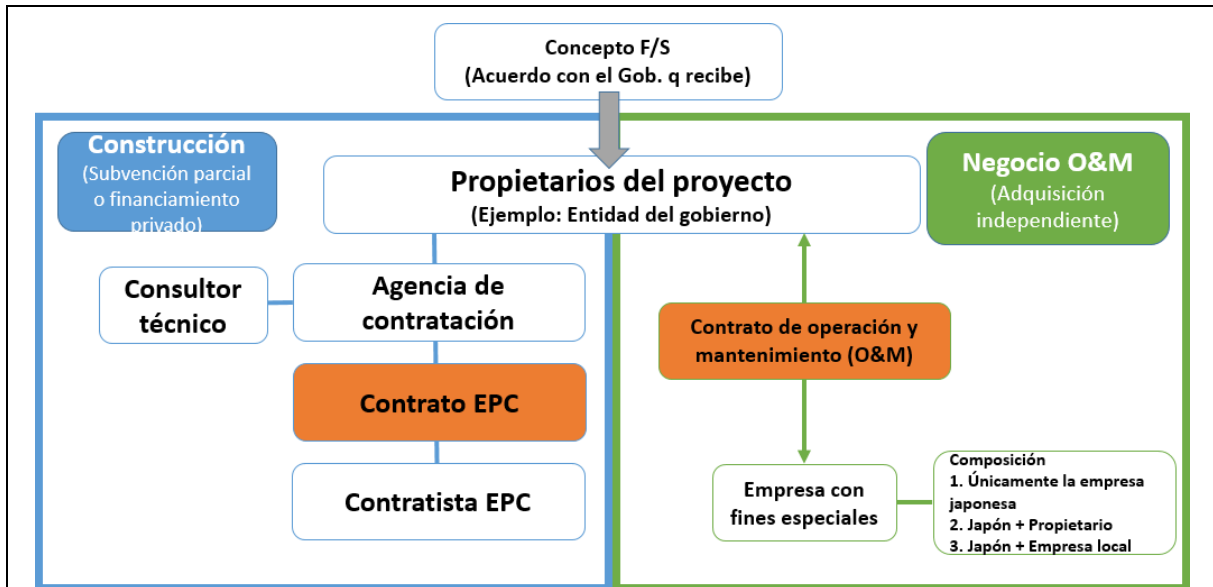 Concepto F/S
(Acuerdo con el Gob. q recibe)
Construcción
(Subvención parcial
o financiamiento
privado)
Propietarios del proyecto
(Ejemplo: Entidad del gobierno)
Negocio O&M
(Adquisición
independiente)
Consultor
técnico
Agencia de
contratación
Contrato EPC
Contratista EPC
Contrato de operación y
mantenimiento (O&M)
Empresa con
fines especiales
Composición
1. Únicamente la empresa
japonesa
2. Japón + Propietario
3. Japón + Empresa local